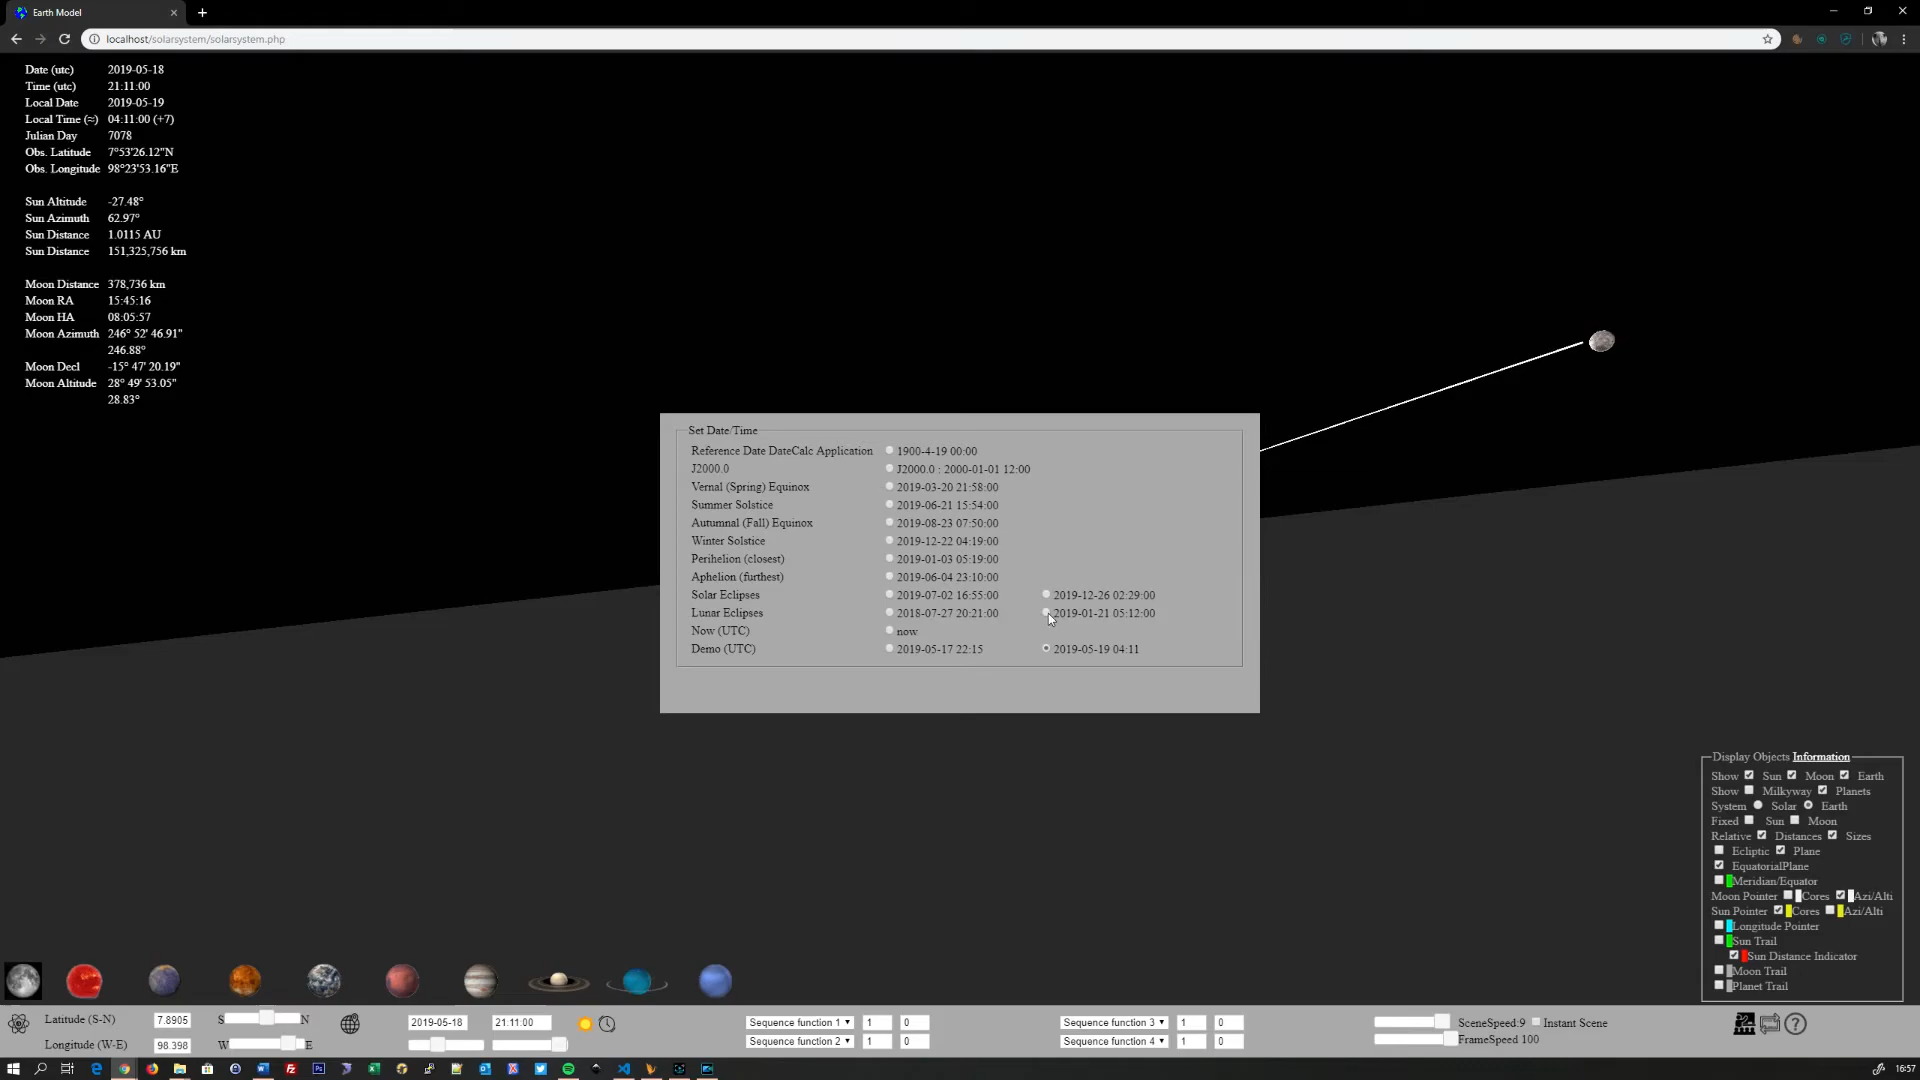 Earth Model
localhost/solarsystem/solarsystem.php
Date (utc) 2019-05-18
Time (utc) 21:11:00
Local Date 2019-05-19
Local Time (≈) 04:11:00 (+7)
Julian Day 7078
Obs. Latitude 7°53'26.12"N
Obs. Longitude 98°23'53.16"E
Sun Altitude -27.48°
Sun Azimuth 62.97°
Sun Distance 1.0115 AU
Sun Distance 151,325,756 km
Moon Distance 378,736 km
Moon RA 15:45:16
Moon HA 08:05:57
Moon Azimuth 246° 52' 46.91"
246.88°
Moon Decl -15° 47' 20.19"
Moon Altitude 28° 49' 53.05"
28.83°
Set Date/Time
Reference Date DateCalc Application 1900-4-19 00:00
J2000.0 J2000.0 : 2000-01-01 12:00
Vernal (Spring) Equinox 2019-03-20 21:58:00
Summer Solstice 2019-06-21 15:54:00
Autumnal (Fall) Equinox 2019-08-23 07:50:00
Winter Solstice 2019-12-22 04:19:00
Perihelion (closest) 2019-01-03 05:19:00
Aphelion (furthest) 2019-06-04 23:10:00
Solar Eclipses 2019-07-02 16:55:00 2019-12-26 02:29:00
Lunar Eclipses 2018-07-27 20:21:00 2019-01-21 05:12:00
Now (UTC) now
Demo (UTC) 2019-05-17 22:15 2019-05-19 04:11
Display Objects Information
Show Sun Moon Earth
Show Milkyway Planets
System Solar Earth
Fixed Sun Moon
Relative Distances Sizes
Ecliptic Plane
EquatorialPlane
Meridian/Equator
Moon Pointer Cores Azi/Alti
Sun Pointer Cores Azi/Alti
Longitude Pointer
Sun Trail
Sun Distance Indicator
Moon Trail
Planet Trail
Latitude (S-N) 7.8905 S N 2019-05-18 21:11:00 Sequence function 1 1 0 Sequence function 3 1 0 SceneSpeed:9 Instant Scene
Longitude (W-E) 98.398 W E Sequence function 2 1 0 Sequence function 4 1 0 FrameSpeed 100
16:57